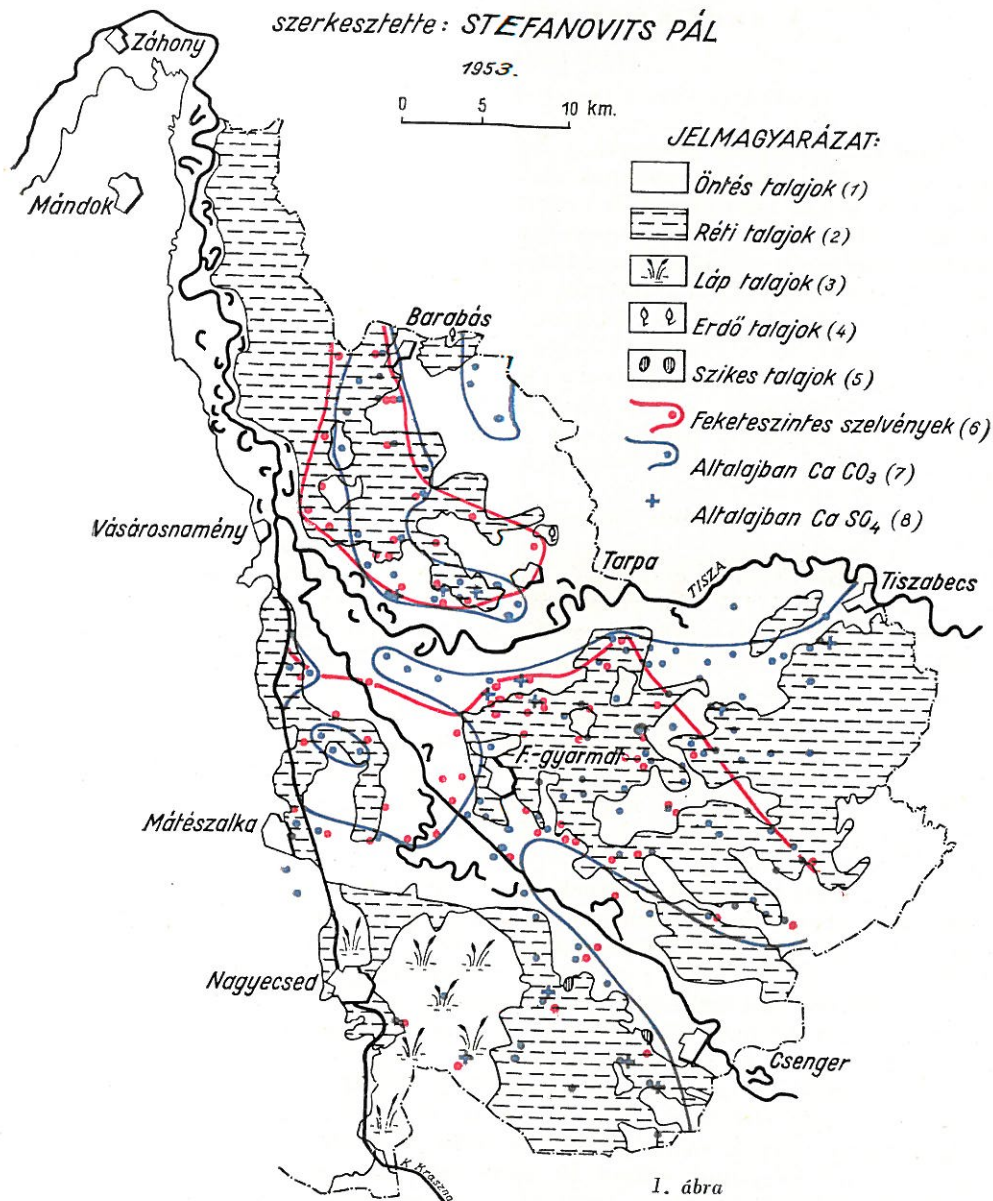 szerkesztette: STEFANOVITS PÁL
1953.
0 5 10 km.
JELMAGYARÁZAT:
Öntés talajok (1)
Réti talajok (2)
Láp talajok (3)
Erdő talajok (4)
Szikes talajok (5)
Feketeszintes szelvények (6)
Altalajban Ca CO₃ (7)
Altalajban Ca SO₄ (8)
Záhony
Mándok
Barabás
Vásárosnamény
Tarpa
TISZA
Tiszabecs
F. gyarmat
Mátészalka
Nagyecsed
Csenger
K. Kraszna
1. ábra